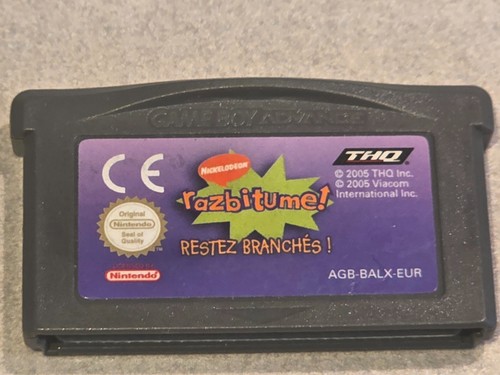 GAME BOY ADVANCE
CE
NICKELODEON
razbitume!
RESTEZ BRANCHÉS !
THQ
© 2005 THQ Inc.
© 2005 Viacom
International Inc.
Original
Nintendo
Seal of
Quality
TM
Nintendo
AGB-BALX-EUR